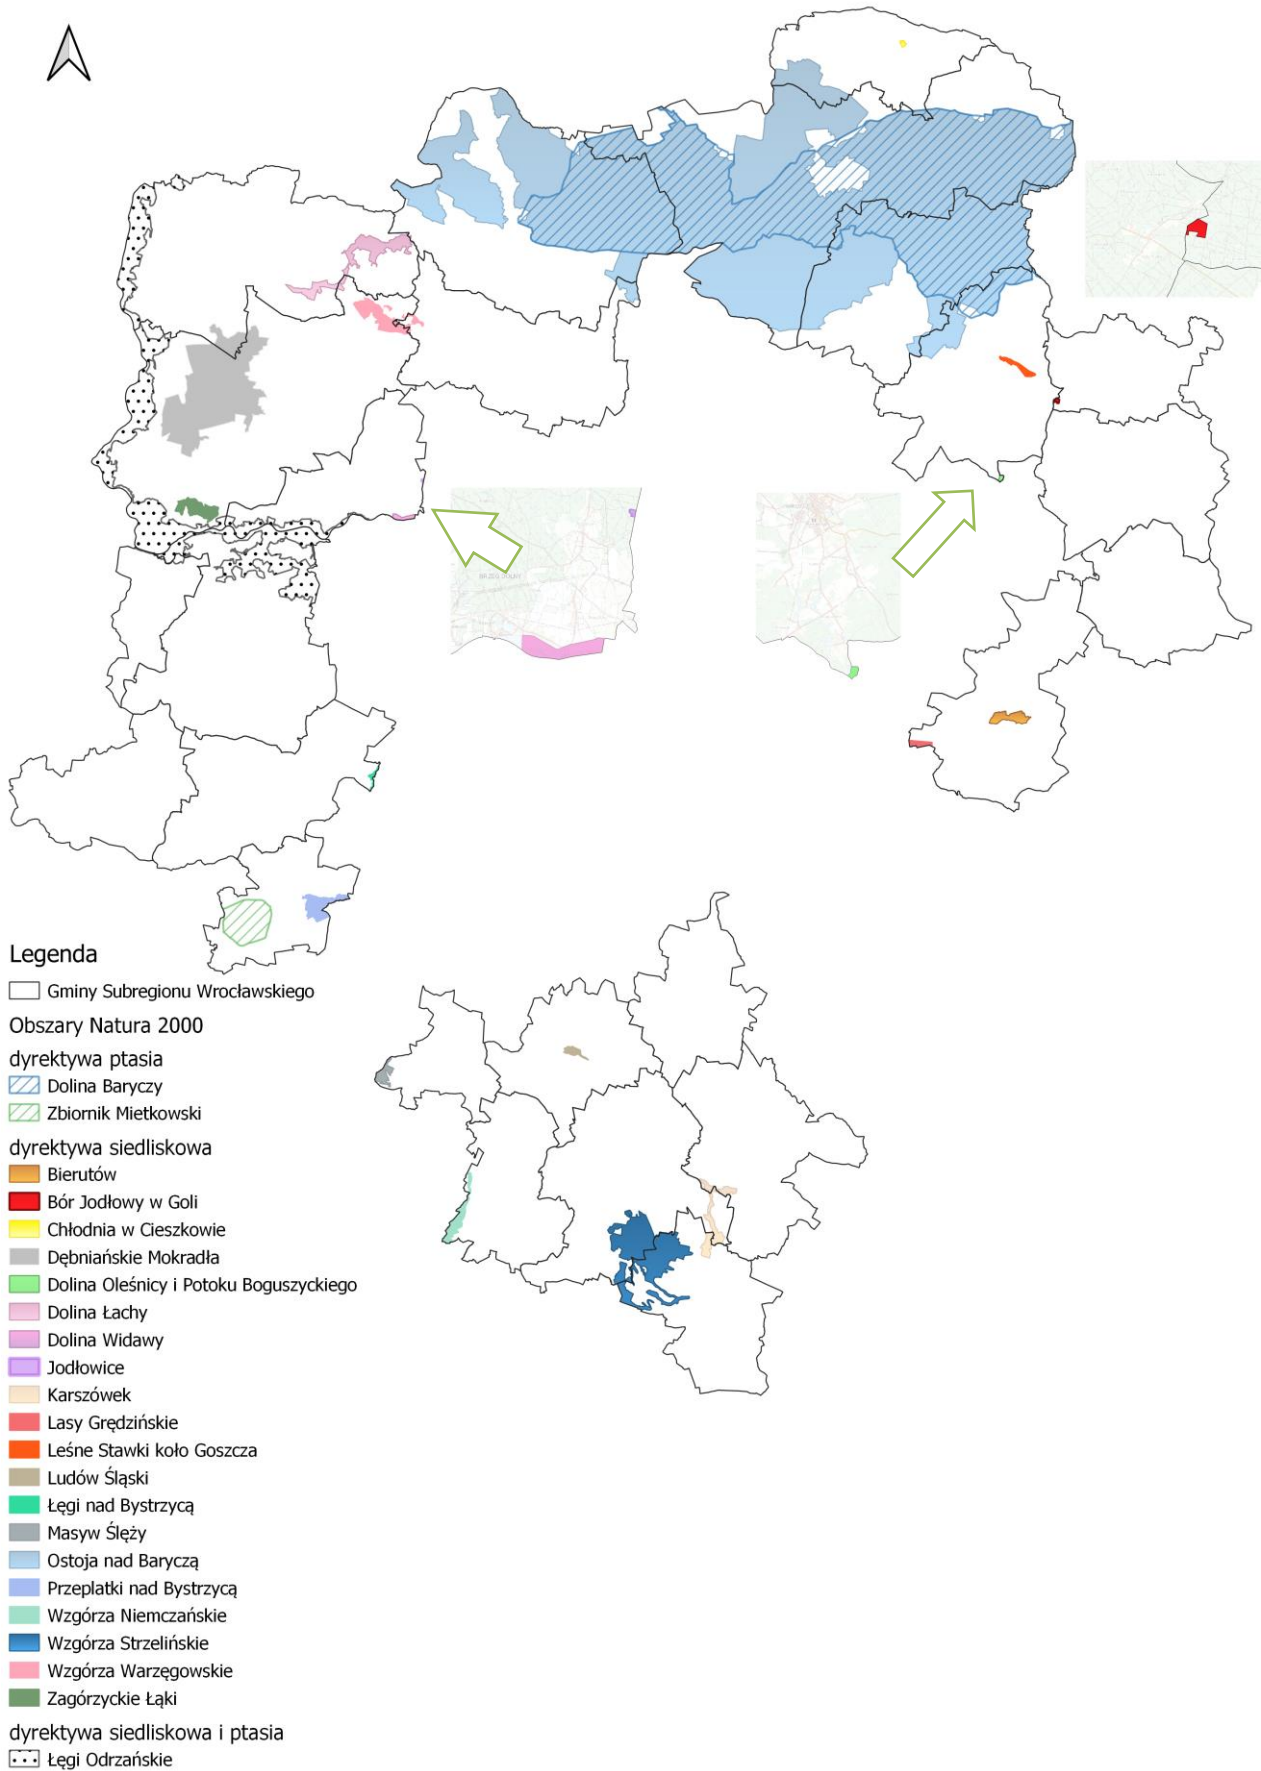 BRZEG DOLNY
Legenda
Gminy Subregionu Wrocławskiego
Obszary Natura 2000
dyrektywa ptasia
Dolina Baryczy
Zbiornik Mietkowski
dyrektywa siedliskowa
Bierutów
Bór Jodłowy w Goli
Chłodnia w Cieszkowie
Dębniańskie Mokradła
Dolina Oleśnicy i Potoku Boguszyckiego
Dolina Łachy
Dolina Widawy
Jodłowice
Karszówek
Lasy Grędzińskie
Leśne Stawki koło Goszcza
Ludów Śląski
Łęgi nad Bystrzycą
Masyw Ślęży
Ostoja nad Baryczą
Przeplatki nad Bystrzycą
Wzgórza Niemczańskie
Wzgórza Strzelińskie
Wzgórza Warzęgowskie
Zagórzyckie Łąki
dyrektywa siedliskowa i ptasia
Łęgi Odrzańskie